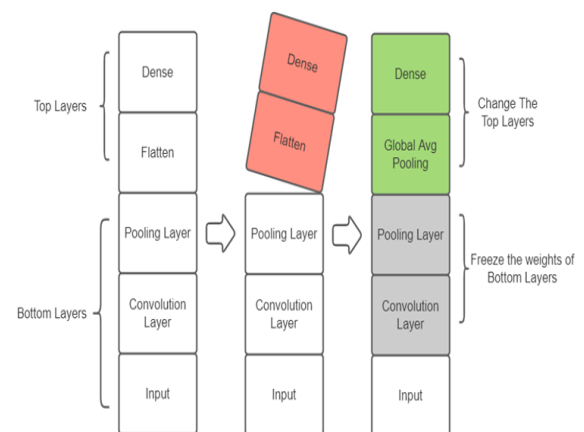 Dense
Flatten
Pooling Layer
Convolution
Layer
Input
Top Layers
Bottom Layers
Dense
Flatten
Pooling Layer
Convolution
Layer
Input
Dense
Global Avg
Pooling
Pooling Layer
Convolution
Layer
Input
Change The
Top Layers
Freeze the weights of
Bottom Layers